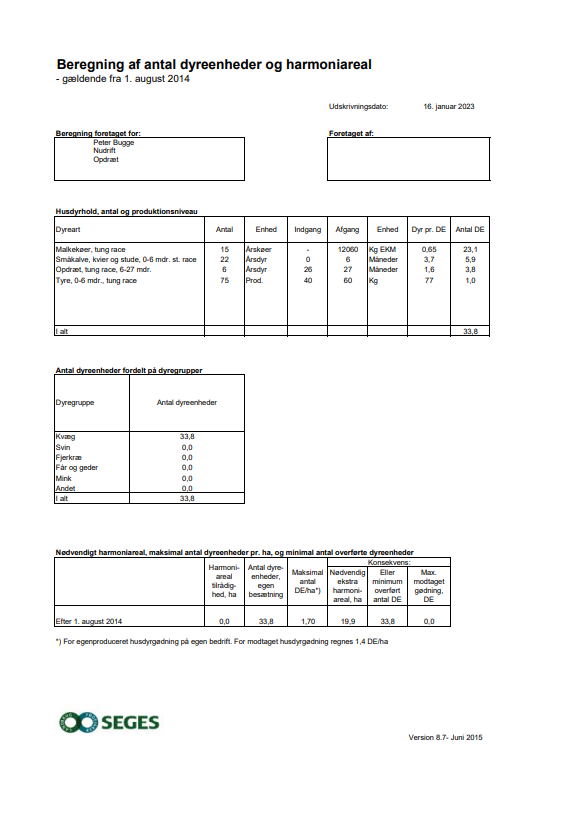 Beregning af antal dyreenheder og harmoniareal
- gældende fra 1. august 2014
Udskrivningsdato: 16. januar 2023
Beregning foretaget for: Foretaget af:
Peter Bugge
Nudrift
Opdræt
Husdyrhold, antal og produktionsniveau
Dyreart Antal Enhed Indgang Afgang Enhed Dyr pr. DE Antal DE
Malkekøer, tung race 15 Årskøer - 12060 Kg EKM 0,65 23,1
Småkalve, kvier og stude, 0-6 mdr. st. race 22 Årsdyr 0 6 Måneder 3,7 5,9
Opdræt, tung race, 6-27 mdr. 6 Årsdyr 26 27 Måneder 1,6 3,8
Tyre, 0-6 mdr., tung race 75 Prod. 40 60 Kg 77 1,0
I alt 33,8
Antal dyreenheder fordelt på dyregrupper
Dyregruppe Antal dyreenheder
Kvæg 33,8
Svin 0,0
Fjerkræ 0,0
Får og geder 0,0
Mink 0,0
Andet 0,0
I alt 33,8
Nødvendigt harmoniareal, maksimal antal dyreenheder pr. ha, og minimal antal overførte dyreenheder
Konsekvens:
Harmoni- Antal dyre- Maksimal Nødvendig Eller Max.
areal enheder, antal ekstra minimum modtaget
tilrådig- egen DE/ha*) harmoni- overført gødning,
hed, ha besætning areal, ha antal DE DE
Efter 1. august 2014 0,0 33,8 1,70 19,9 33,8 0,0
*) For egenproduceret husdyrgødning på egen bedrift. For modtaget husdyrgødning regnes 1,4 DE/ha
SEGES
Version 8.7- Juni 2015